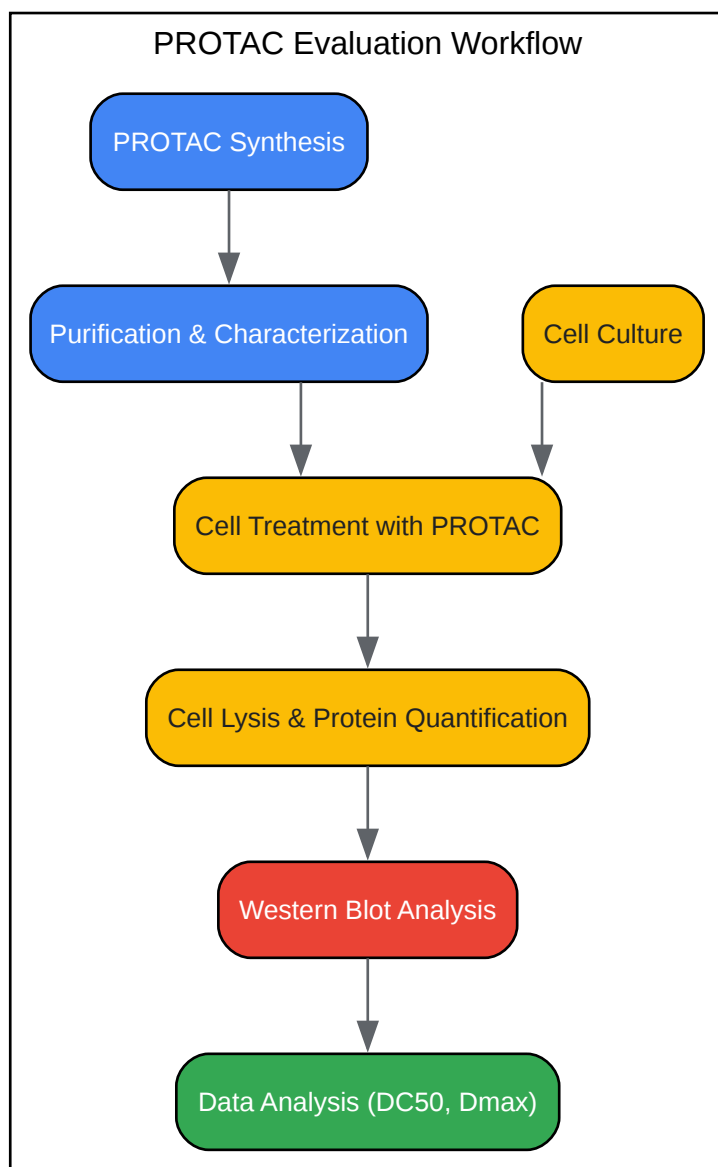 PROTAC Evaluation Workflow
PROTAC Synthesis
Purification & Characterization
Cell Culture
Cell Treatment with PROTAC
Cell Lysis & Protein Quantification
Western Blot Analysis
Data Analysis (DC50, Dmax)